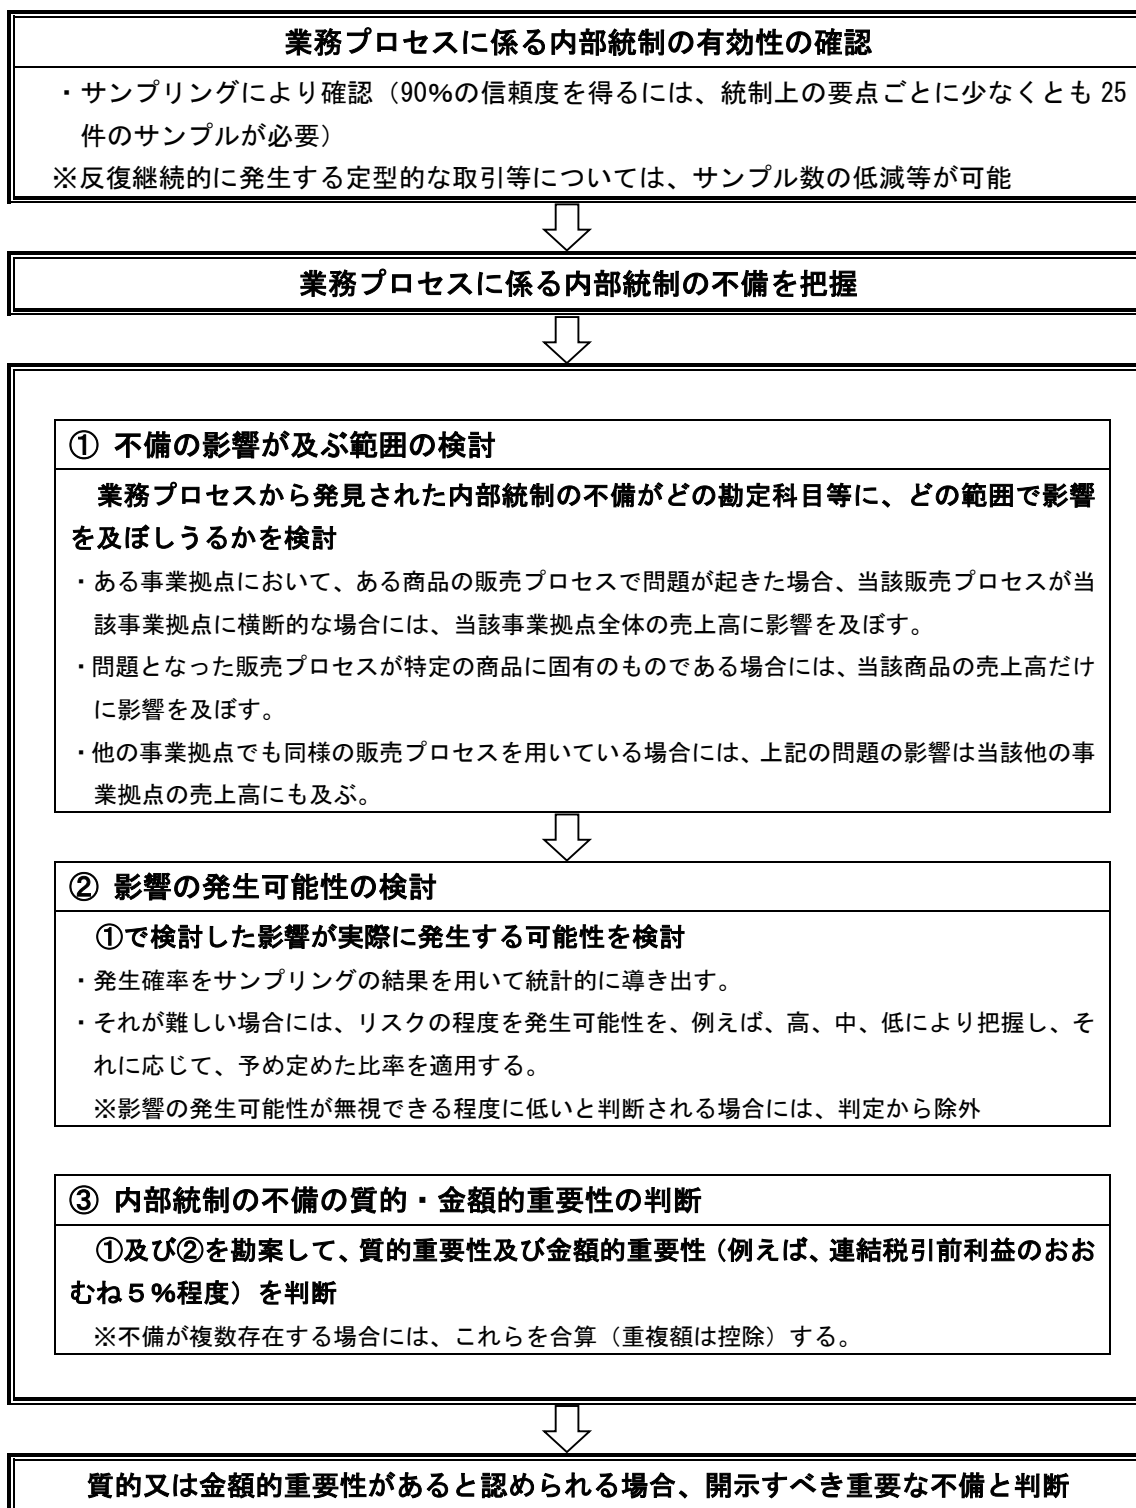 業務プロセスに係る内部統制の有効性の確認
・サンプリングにより確認（90%の信頼度を得るには、統制上の要点ごとに少なくとも 25
件のサンプルが必要）
※反復継続的に発生する定型的な取引等については、サンプル数の低減等が可能
業務プロセスに係る内部統制の不備を把握
① 不備の影響が及ぶ範囲の検討
業務プロセスから発見された内部統制の不備がどの勘定科目等に、どの範囲で影響
を及ぼしうるかを検討
・ある事業拠点において、ある商品の販売プロセスで問題が起きた場合、当該販売プロセスが当
該事業拠点に横断的な場合には、当該事業拠点全体の売上高に影響を及ぼす。
・問題となった販売プロセスが特定の商品に固有のものである場合には、当該商品の売上高だけ
に影響を及ぼす。
・他の事業拠点でも同様の販売プロセスを用いている場合には、上記の問題の影響は当該他の事
業拠点の売上高にも及ぶ。
② 影響の発生可能性の検討
①で検討した影響が実際に発生する可能性を検討
・発生確率をサンプリングの結果を用いて統計的に導き出す。
・それが難しい場合には、リスクの程度を発生可能性を、例えば、高、中、低により把握し、そ
れに応じて、予め定めた比率を適用する。
※影響の発生可能性が無視できる程度に低いと判断される場合には、判定から除外
③ 内部統制の不備の質的・金額的重要性の判断
①及び②を勘案して、質的重要性及び金額的重要性（例えば、連結税引前利益のおお
むね５％程度）を判断
※不備が複数存在する場合には、これらを合算（重複額は控除）する。
質的又は金額的重要性があると認められる場合、開示すべき重要な不備と判断